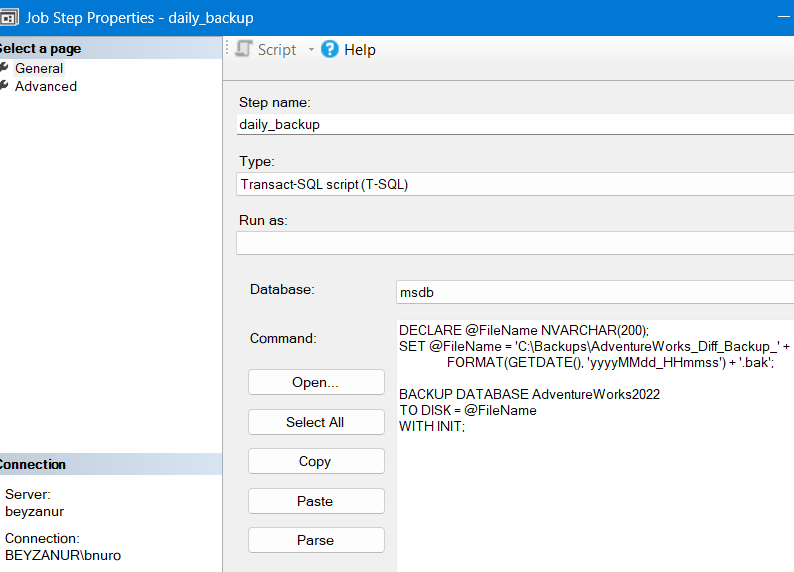 Job Step Properties - daily_backup
Select a page
General
Advanced
Script
Help
Step name:
daily_backup
Type:
Transact-SQL script (T-SQL)
Run as:
Database:
msdb
Command:
DECLARE @FileName NVARCHAR(200);
SET @FileName = 'C:\Backups\AdventureWorks_Diff_Backup_' +
FORMAT(GETDATE(), 'yyyyMMdd_HHmmss') + '.bak';
BACKUP DATABASE AdventureWorks2022
TO DISK = @FileName
WITH INIT;
Open...
Select All
Copy
Paste
Parse
Connection
Server:
beyzanur
Connection:
BEYZANUR\bnuro